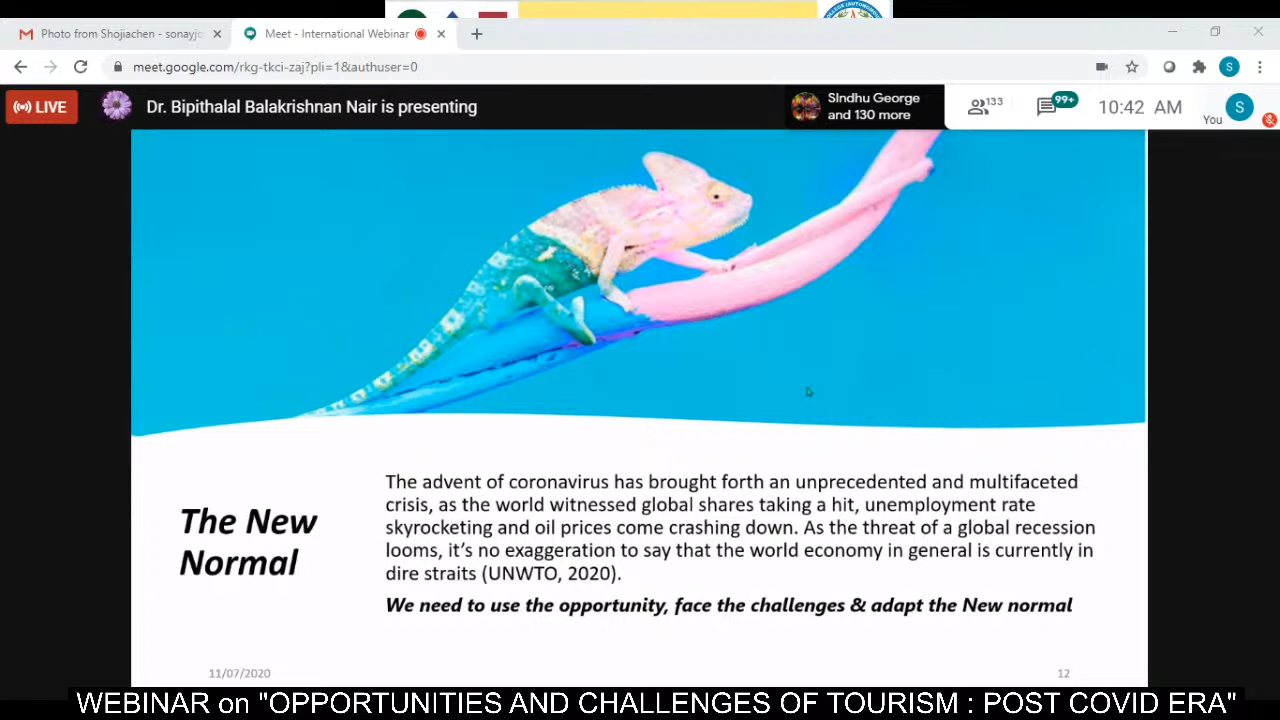 COLLEGE (AUTONOMOUS
Photo from Shojiachen - sonayjo
Meet - International Webinar
meet.google.com/rkg-tkci-zaj?pli=1&authuser=0
S
LIVE
Dr. Bipithalal Balakrishnan Nair is presenting
SIndhu George
and 130 more
133
99+
10:42 AM
You
S
The New
Normal
The advent of coronavirus has brought forth an unprecedented and multifaceted
crisis, as the world witnessed global shares taking a hit, unemployment rate
skyrocketing and oil prices come crashing down. As the threat of a global recession
looms, it's no exaggeration to say that the world economy in general is currently in
dire straits (UNWTO, 2020).
We need to use the opportunity, face the challenges & adapt the New normal
11/07/2020
12
WEBINAR on "OPPORTUNITIES AND CHALLENGES OF TOURISM : POST COVID ERA"